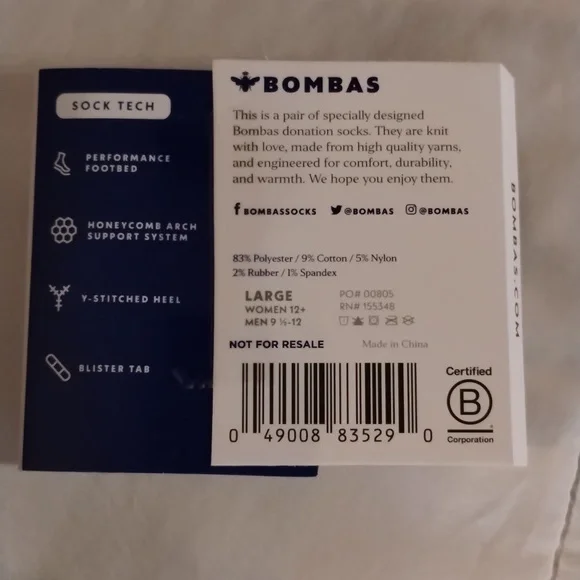 SOCK TECH
PERFORMANCE
FOOTBED
HONEYCOMB ARCH
SUPPORT SYSTEM
Y-STITCHED HEEL
BLISTER TAB
BOMBAS
This is a pair of specially designed
Bombas donation socks. They are knit
with love, made from high quality yarns,
and engineered for comfort, durability,
and warmth. We hope you enjoy them.
BOMBASSOCKS @BOMBAS @BOMBAS
83% Polyester / 9% Cotton / 5% Nylon
2% Rubber / 1% Spandex
LARGE
WOMEN 12+
MEN 9 ½-12
PO# 00805
RN# 155348
NOT FOR RESALE
Made in China
0 49008 83529 0
Certified
B
Corporation
BOMBAS.COM